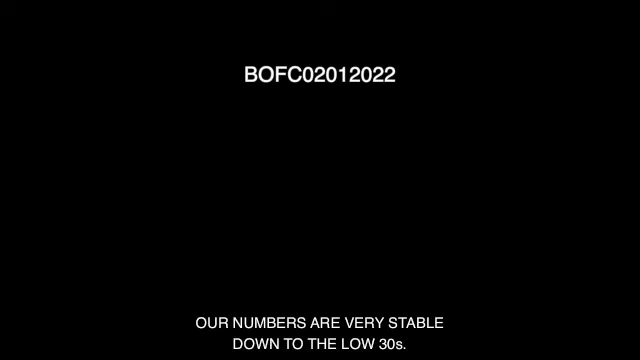 BOFC02012022
OUR NUMBERS ARE VERY STABLE
DOWN TO THE LOW 30s.